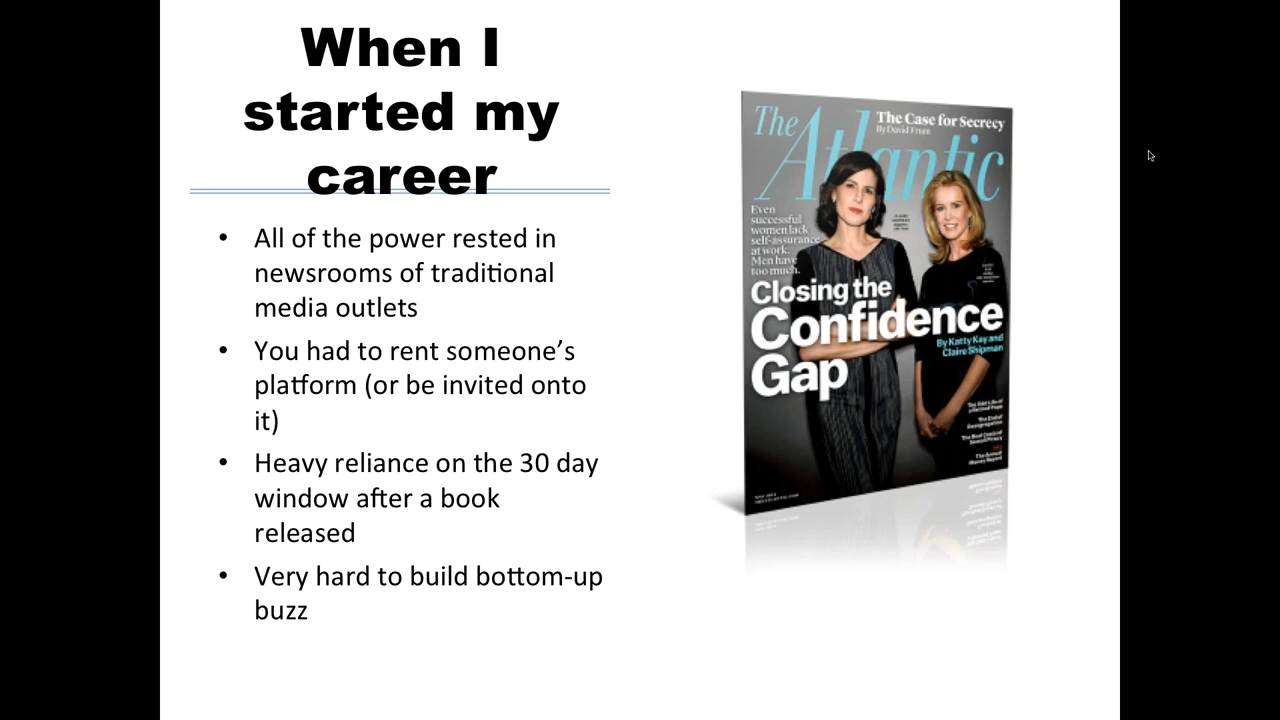 When I
started my
career
All of the power rested in
newsrooms of traditional
media outlets
You had to rent someone’s
platform (or be invited onto
it)
Heavy reliance on the 30 day
window after a book
released
Very hard to build bottom-up
buzz
The Atlantic
The Case for Secrecy
By David Frum
Even
successful
women lack
self-assurance
at work.
Men have
too much.
Closing the
Confidence
Gap
By Katty Kay and
Claire Shipman